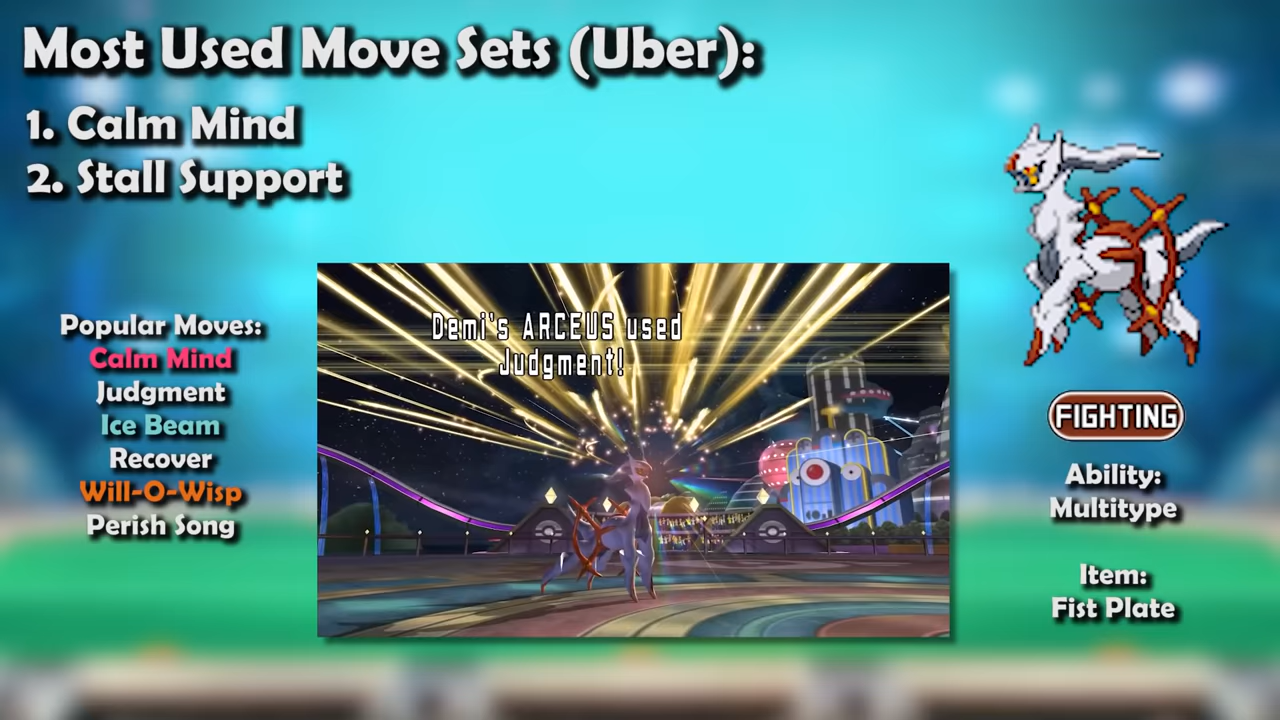 Most Used Move Sets (Uber):
1. Calm Mind
2. Stall Support
Popular Moves:
Calm Mind
Judgment
Ice Beam
Recover
Will-O-Wisp
Perish Song
Demi's ARCEUS used
Judgment!
FIGHTING
Ability:
Multitype
Item:
Fist Plate